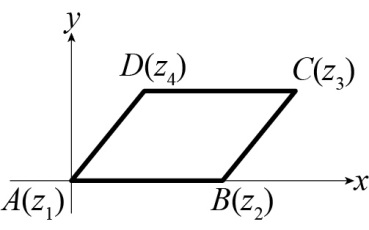 y
D(z₄) C(z₃)
A(z₁) B(z₂) x